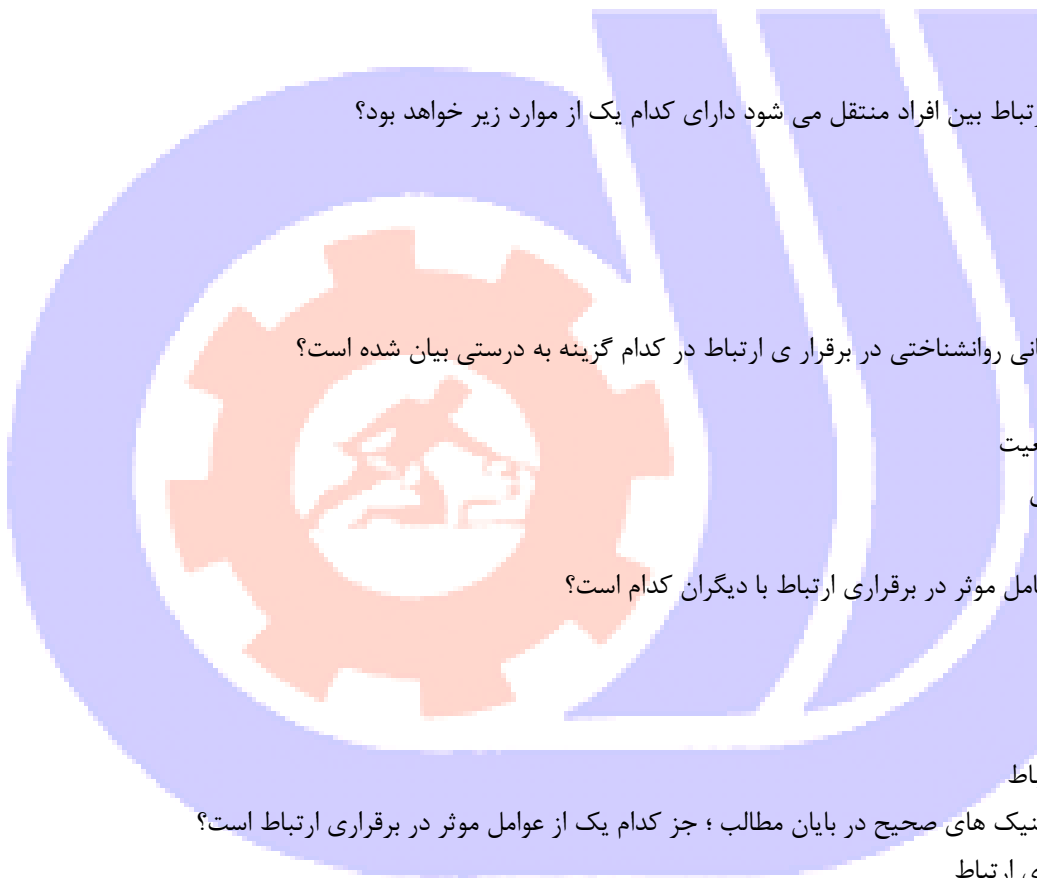 رتباط بین افراد منتقل می شود دارای کدام یک از موارد زیر خواهد بود؟
انی روانشناختی در برقرار ی ارتباط در کدام گزینه به درستی بیان شده است؟
عیت
امل موثر در برقراری ارتباط با دیگران کدام است؟
باط
نیک های صحیح در بایان مطالب ؛ جز کدام یک از عوامل موثر در برقراری ارتباط است؟
ی ارتباط